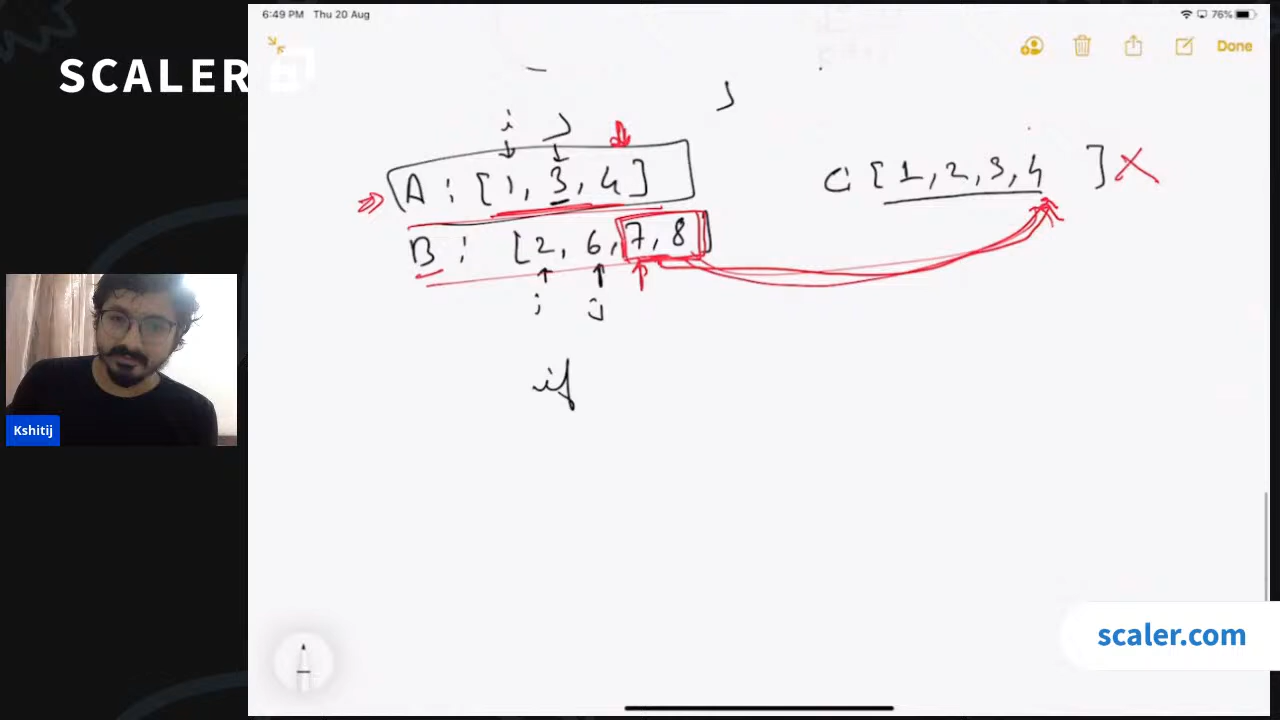 6:49 PM Thu 20 Aug
76%
Done
SCALER
i j
A : [1, 3, 4]
C [1, 2, 3, 4 ] X
B : [2, 6, 7, 8]
i j
if
Kshitij
scaler.com